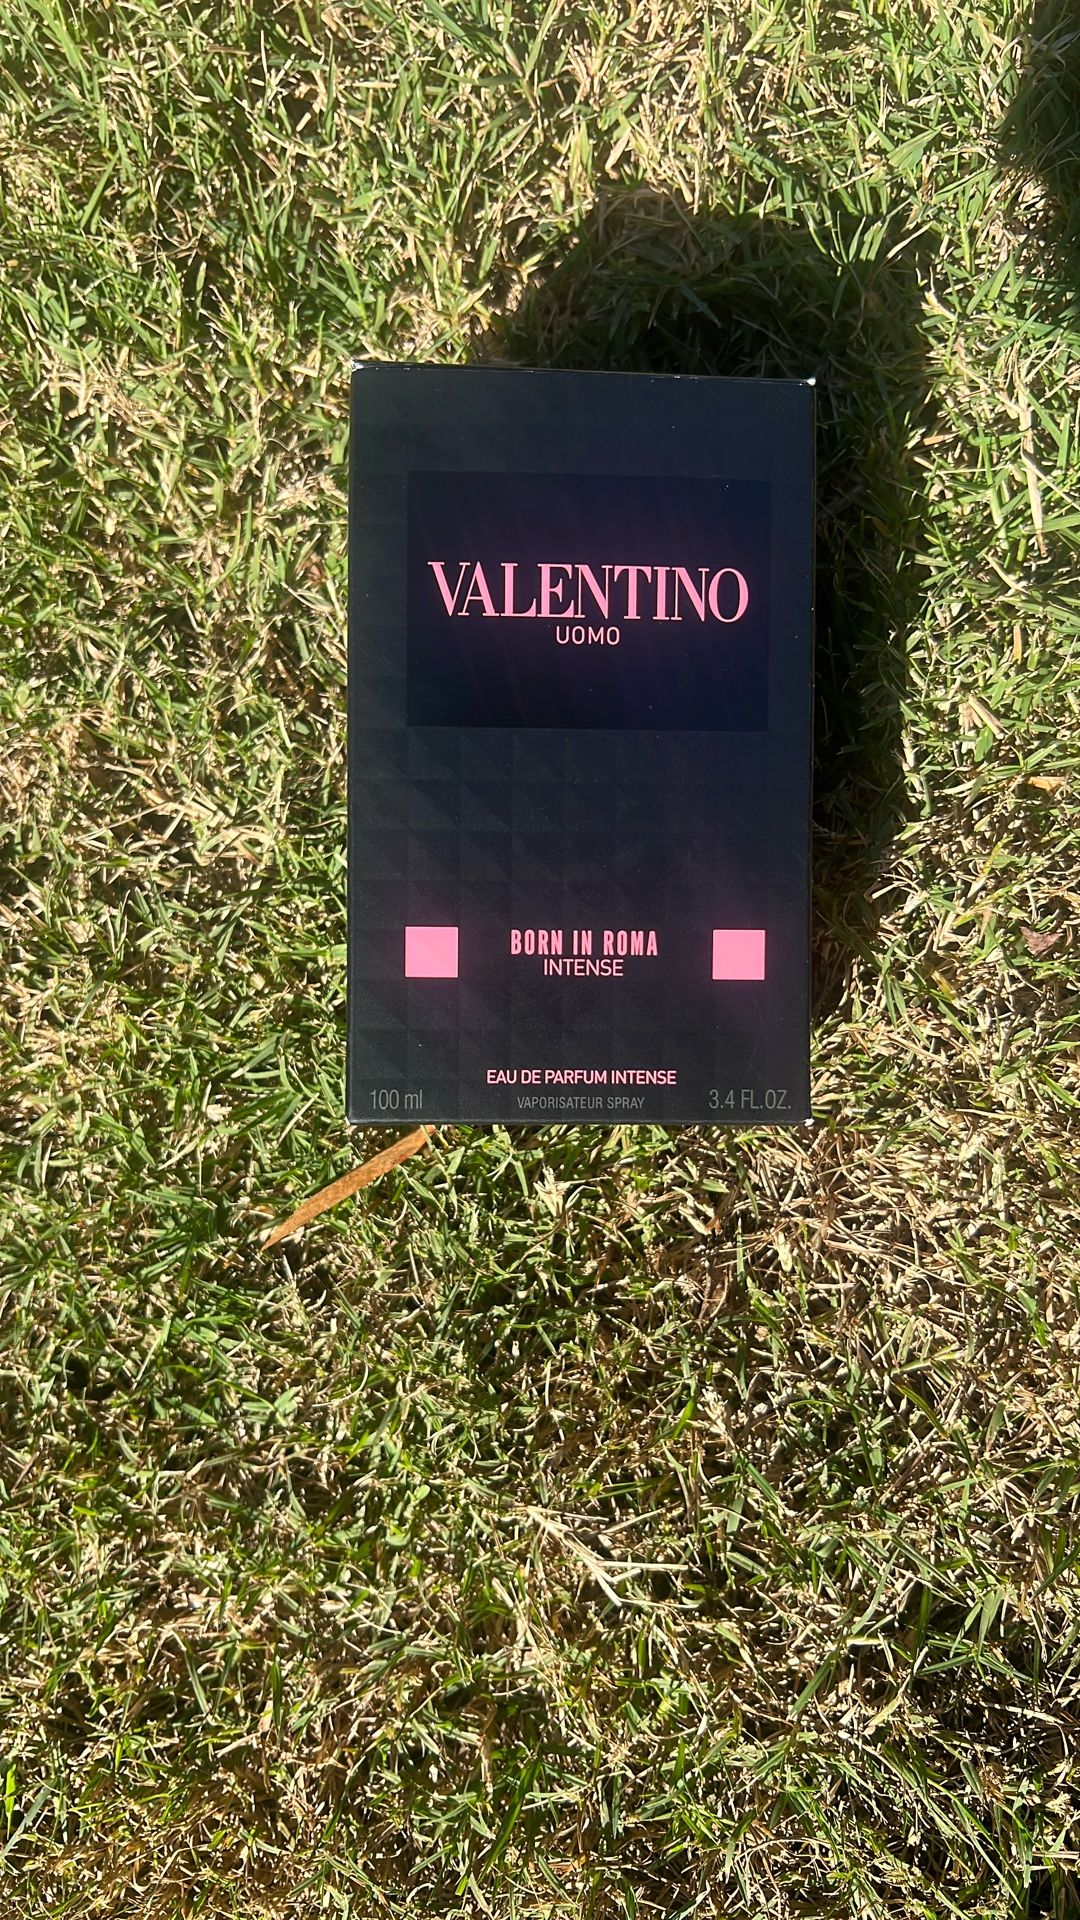 VALENTINO
UOMO
BORN IN ROMA
INTENSE
EAU DE PARFUM INTENSE
100 ml VAPORISATEUR SPRAY 3.4 FL.OZ.